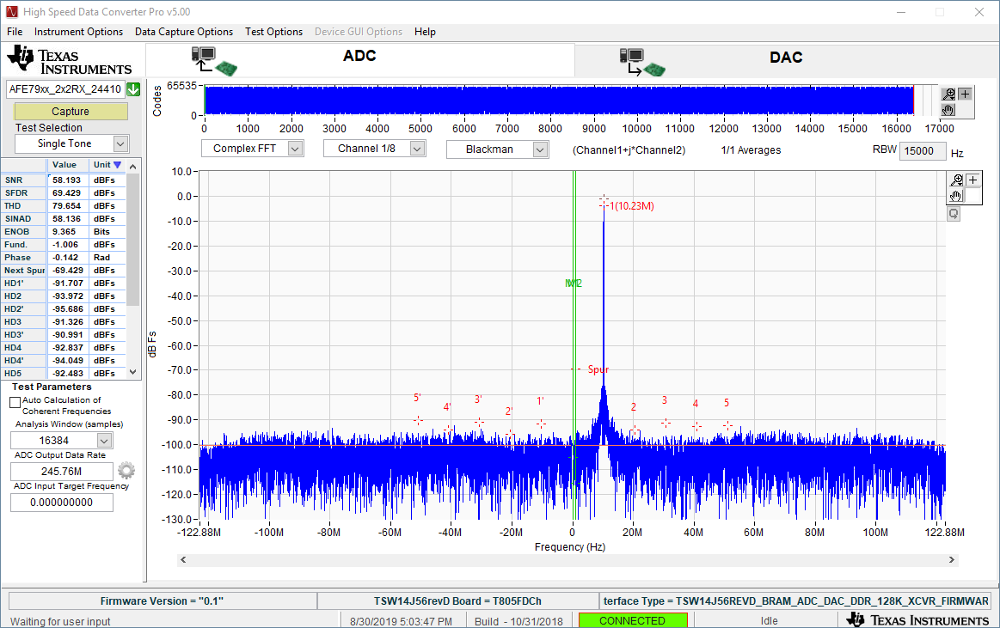 High Speed Data Converter Pro v5.00
File Instrument Options Data Capture Options Test Options Device GUI Options Help
TEXAS INSTRUMENTS
ADC
DAC
AFE79xx_2x2RX_24410
Capture
Test Selection
Single Tone
Codes
65535
0
0 1000 2000 3000 4000 5000 6000 7000 8000 9000 10000 11000 12000 13000 14000 15000 16000 17000
Complex FFT
Channel 1/8
Blackman
(Channel1+j*Channel2)
1/1 Averages
RBW 15000 Hz
Value Unit
SNR 58.193 dBFs
SFDR 69.429 dBFs
THD 79.654 dBFs
SINAD 58.136 dBFs
ENOB 9.365 Bits
Fund. -1.006 dBFs
Phase -0.142 Rad
Next Spur -69.429 dBFs
HD1' -91.707 dBFs
HD2 -93.972 dBFs
HD2' -95.686 dBFs
HD3 -91.326 dBFs
HD3' -90.991 dBFs
HD4 -92.837 dBFs
HD4' -94.049 dBFs
HD5 -92.483 dBFs
Test Parameters
Auto Calculation of
Coherent Frequencies
Analysis Window (samples)
16384
ADC Output Data Rate
245.76M
ADC Input Target Frequency
0.000000000
dB Fs
10.0
0.0
-10.0
-20.0
-30.0
-40.0
-50.0
-60.0
-70.0
-80.0
-90.0
-100.0
-110.0
-120.0
-130.0
1(10.23M)
Spur
5' 4' 3' 2' 1' 2 3 4 5
-122.88M -100M -80M -60M -40M -20M 0 20M 40M 60M 80M 100M 122.88M
Frequency (Hz)
Firmware Version = "0.1"
TSW14J56revD Board = T805FDCh
terface Type = TSW14J56REVD_BRAM_ADC_DAC_DDR_128K_XCVR_FIRMWAR
Waiting for user input
8/30/2019 5:03:47 PM
Build - 10/31/2018
CONNECTED
Idle
TEXAS INSTRUMENTS